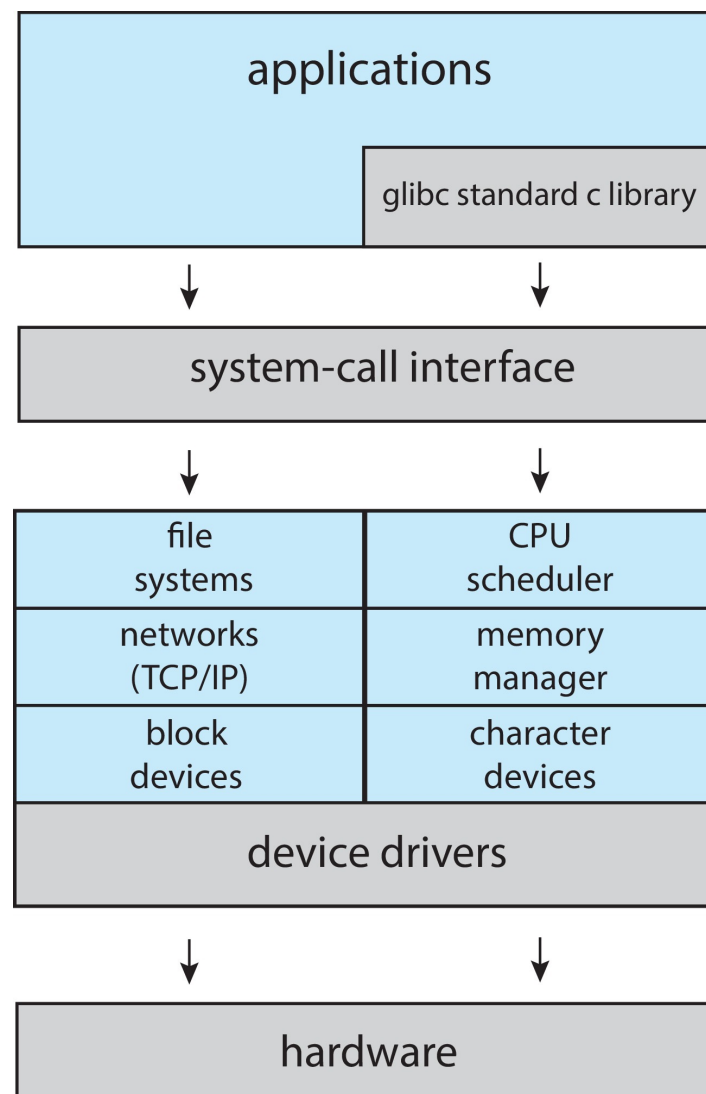 applications
glibc standard c library
system-call interface
file
systems
CPU
scheduler
networks
(TCP/IP)
memory
manager
block
devices
character
devices
device drivers
hardware